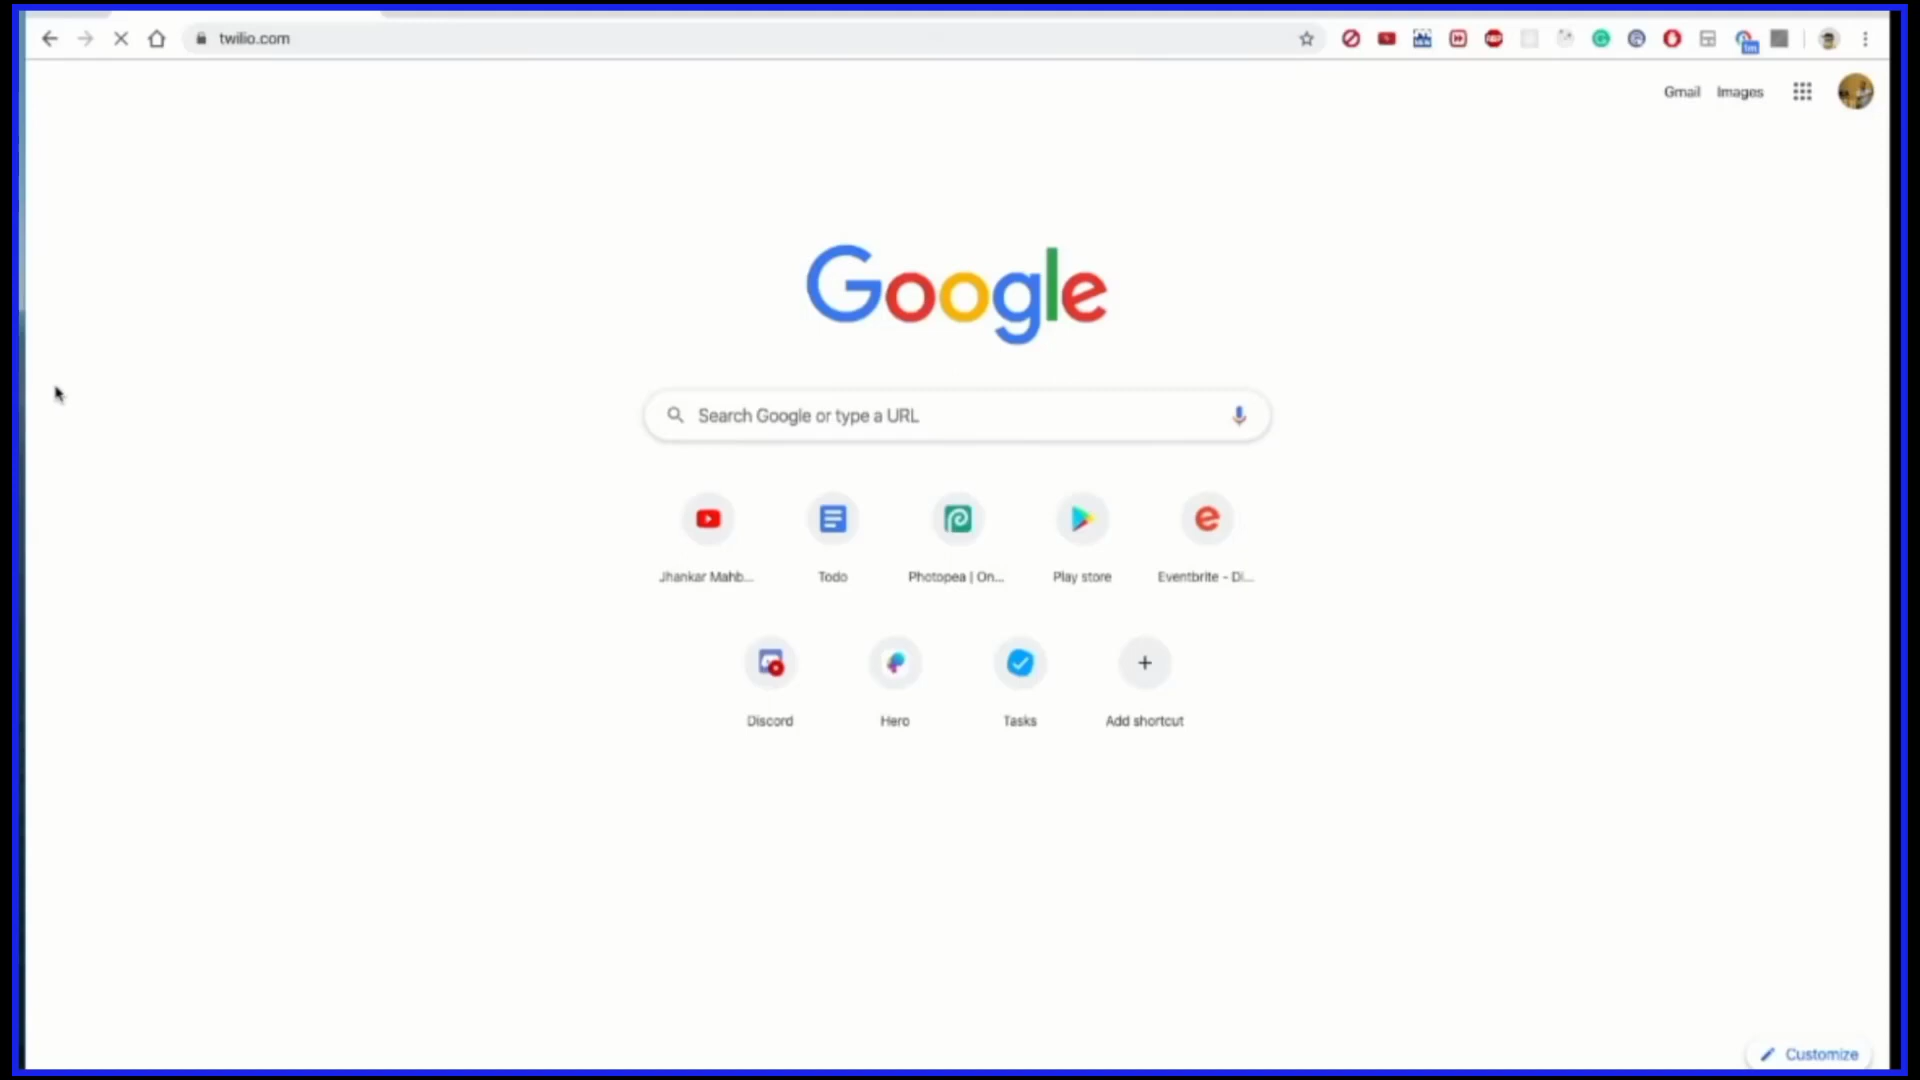 twilio.com
Gmail Images
Google
Search Google or type a URL
Jhankar Mahb... Todo Photopea | On... Play store Eventbrite - Di...
Discord Hero Tasks Add shortcut
Customize